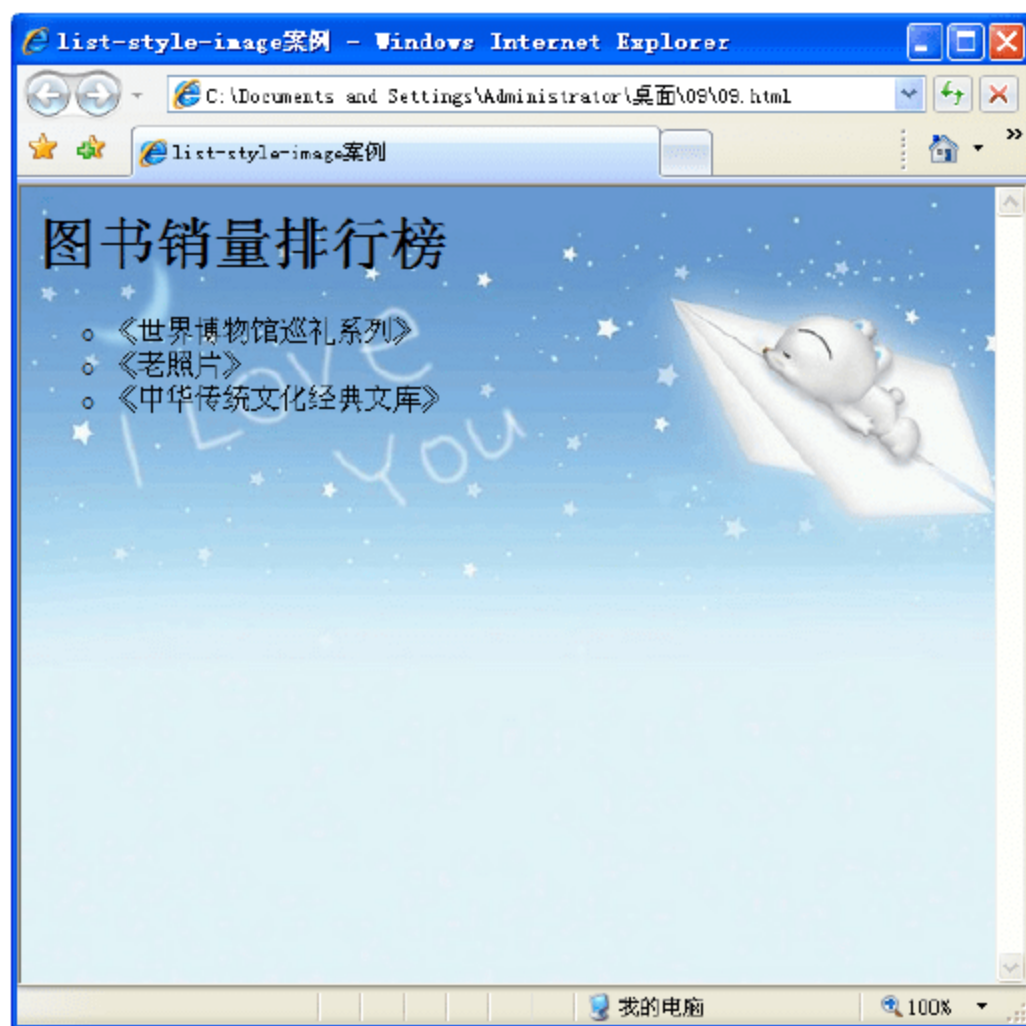 list-style-image案例 - Windows Internet Explorer
C:\Documents and Settings\Administrator\桌面\09\09.html
list-style-image案例
图书销量排行榜
《世界博物馆巡礼系列》
《老照片》
《中华传统文化经典文库》
I Love
You
我的电脑
100%